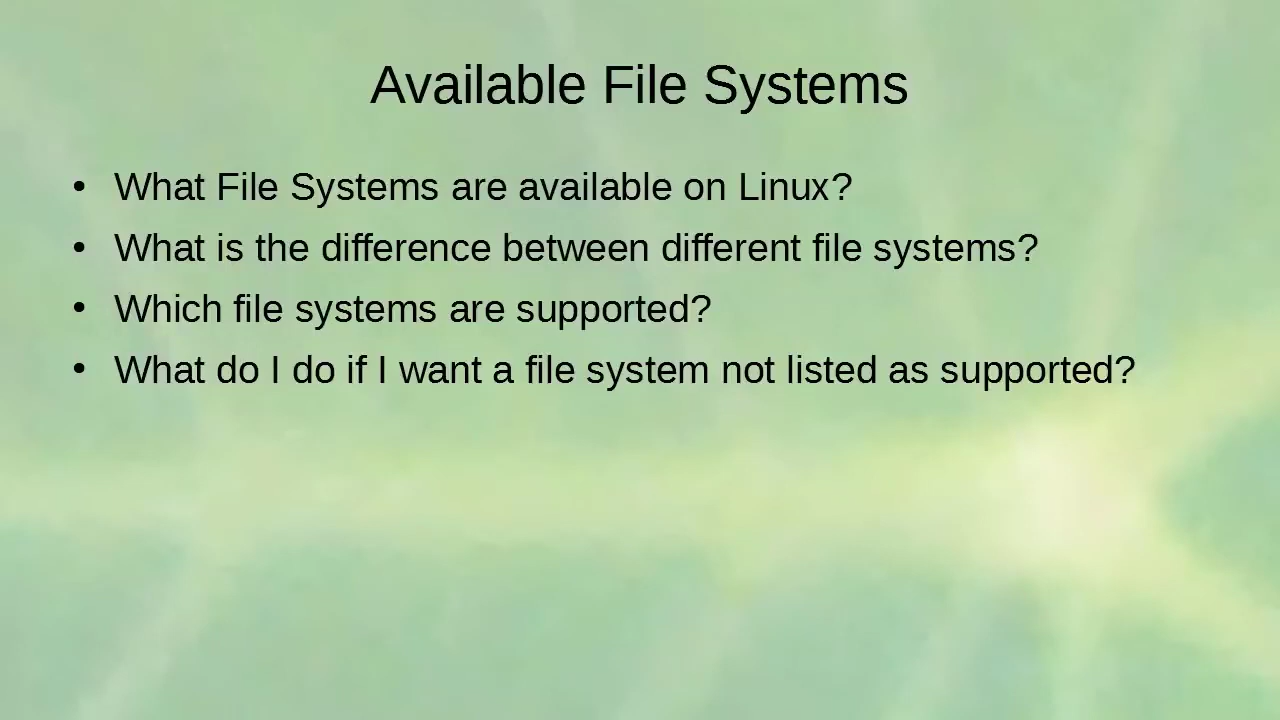 Available File Systems
• What File Systems are available on Linux?
• What is the difference between different file systems?
• Which file systems are supported?
• What do I do if I want a file system not listed as supported?